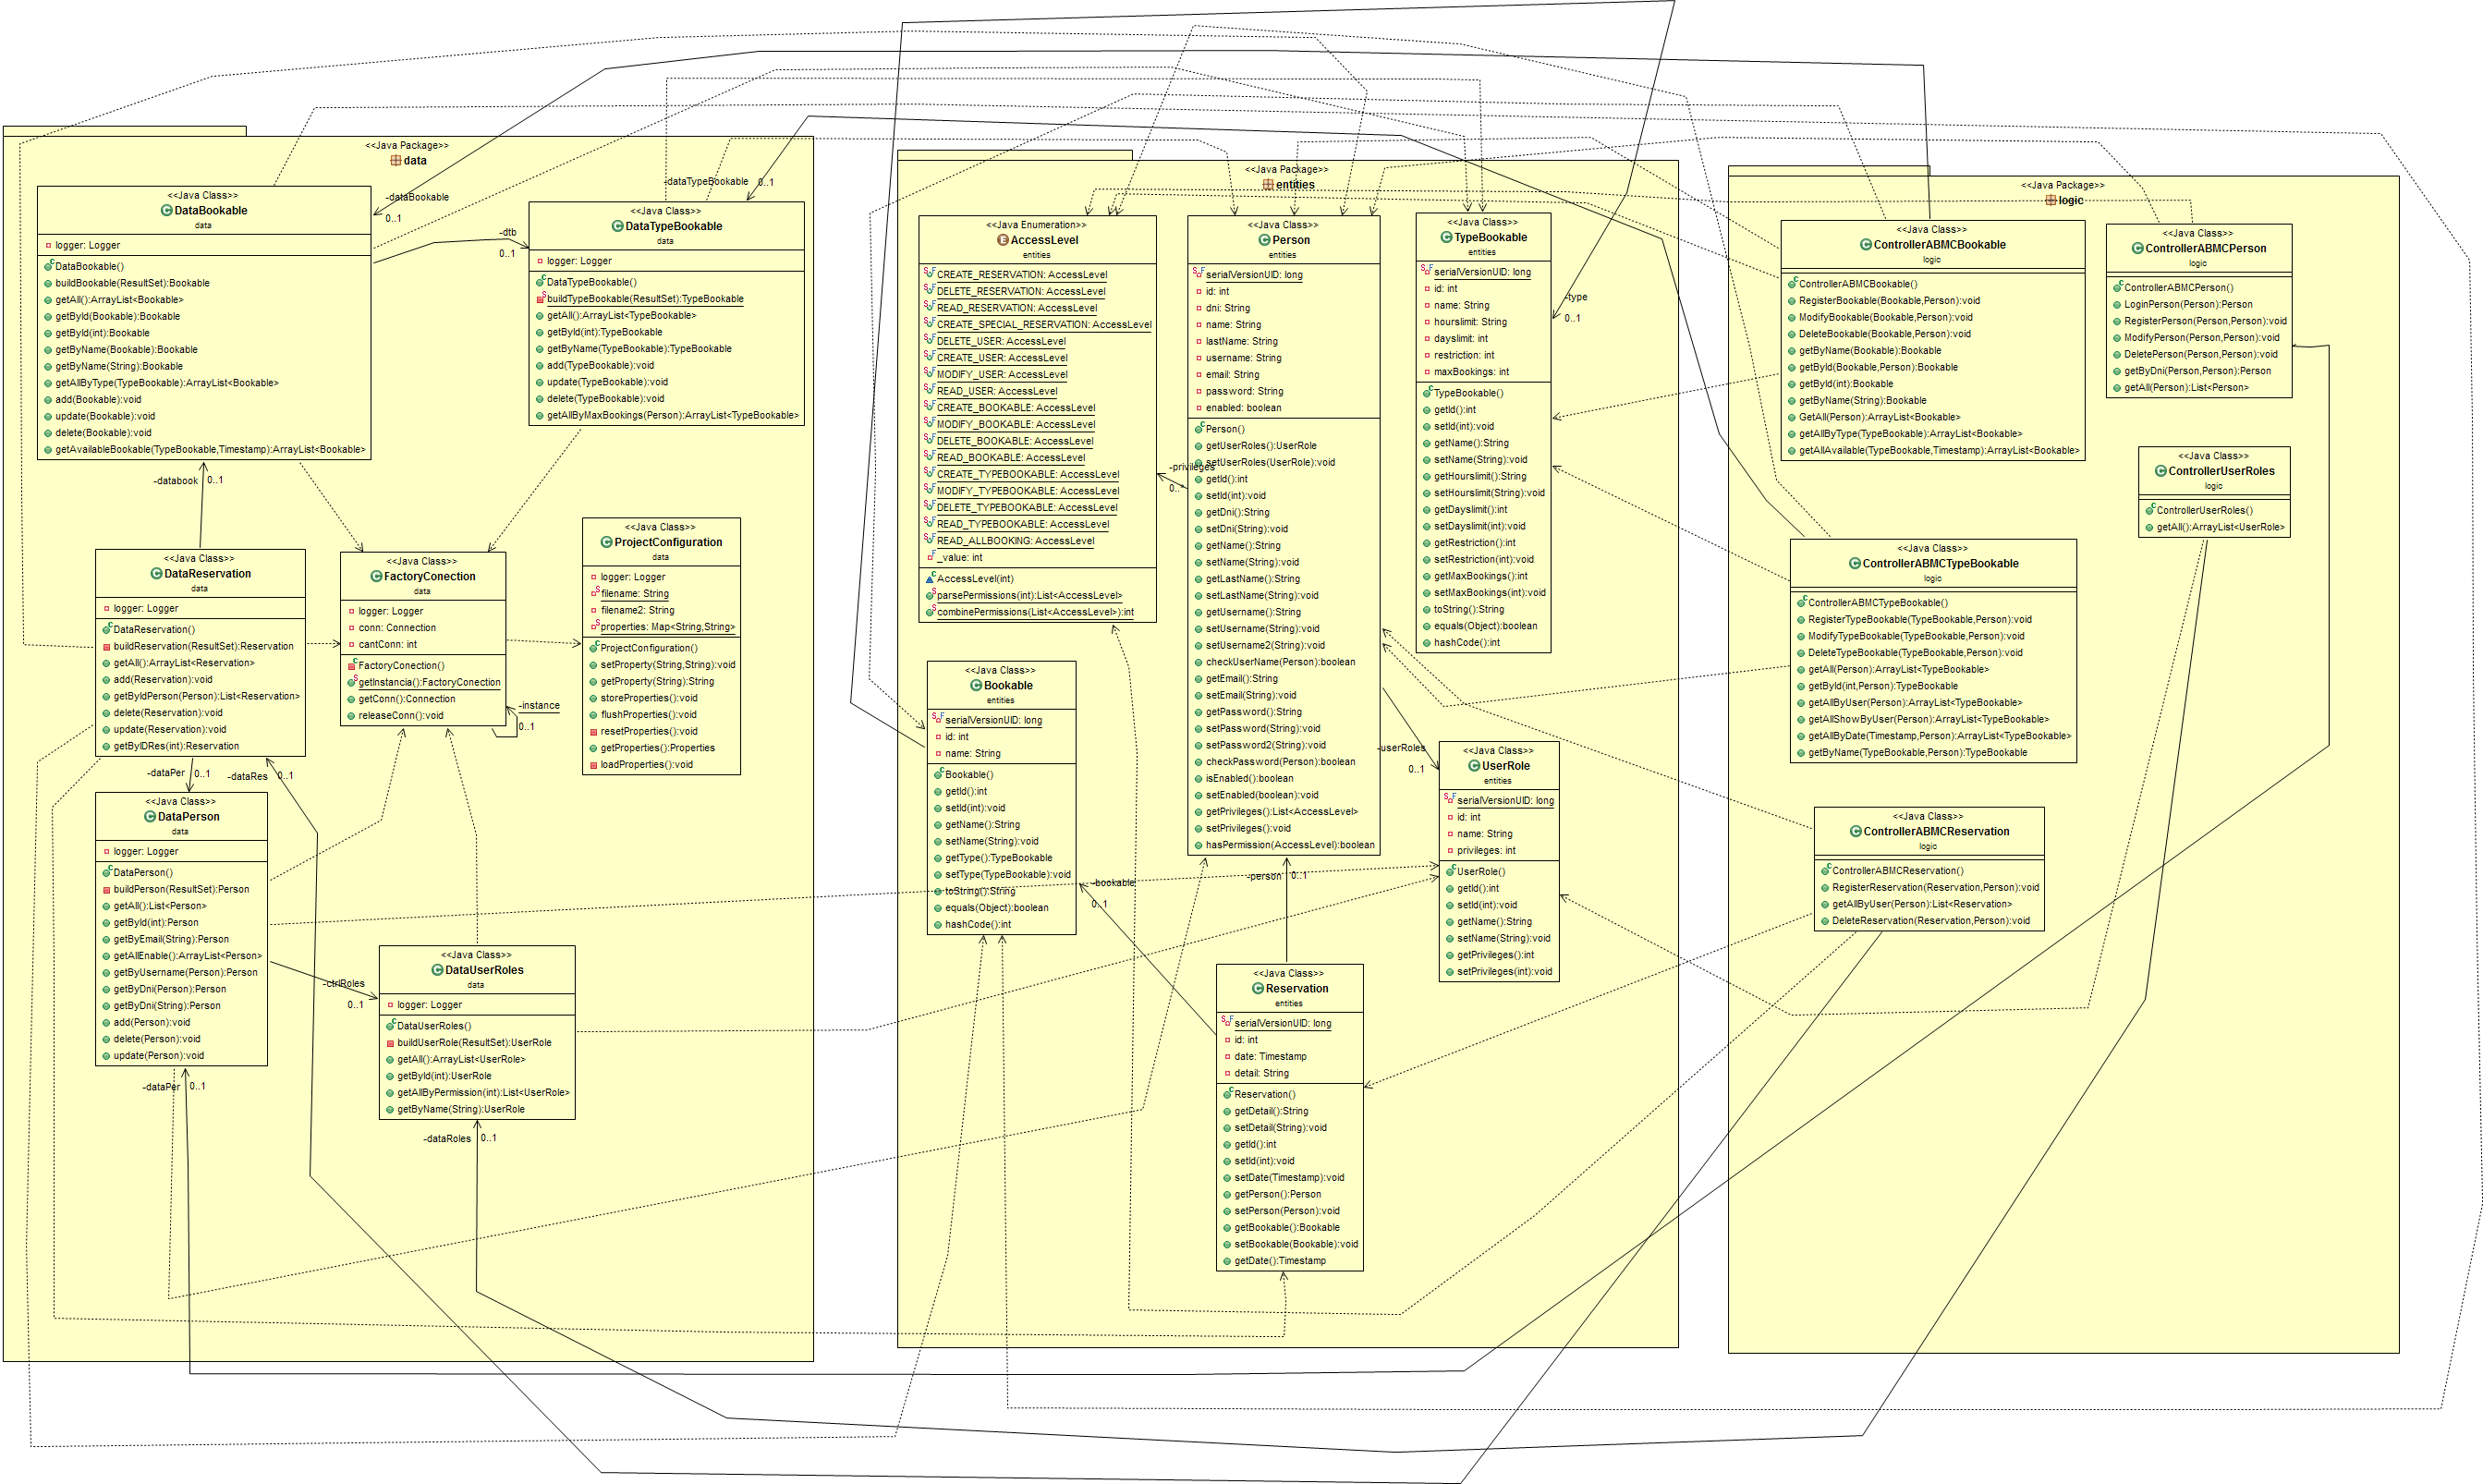 <<Java Package>>
data
<<Java Class>>
DataBookable
data
logger: Logger
DataBookable()
buildBookable(ResultSet):Bookable
getAll():ArrayList<Bookable>
getById(Bookable):Bookable
getById(int):Bookable
getByName(Bookable):Bookable
getByName(String):Bookable
getAllByType(TypeBookable):ArrayList<Bookable>
add(Bookable):void
update(Bookable):void
delete(Bookable):void
getAvailableBookable(TypeBookable,Timestamp):ArrayList<Bookable>
-dataBookable
0..1
-dtb
0..1
-dataTypeBookable
0..1
<<Java Class>>
DataTypeBookable
data
logger: Logger
DataTypeBookable()
buildTypeBookable(ResultSet):TypeBookable
getAll():ArrayList<TypeBookable>
getById(int):TypeBookable
getByName(TypeBookable):TypeBookable
add(TypeBookable):void
update(TypeBookable):void
delete(TypeBookable):void
getAllByMaxBookings(Person):ArrayList<TypeBookable>
-databook
0..1
<<Java Class>>
DataReservation
data
logger: Logger
DataReservation()
buildReservation(ResultSet):Reservation
getAll():ArrayList<Reservation>
add(Reservation):void
getByIdPerson(Person):List<Reservation>
delete(Reservation):void
update(Reservation):void
getByIDRes(int):Reservation
<<Java Class>>
FactoryConection
data
logger: Logger
conn: Connection
cantConn: int
FactoryConection()
getInstancia():FactoryConection
getConn():Connection
releaseConn():void
-instance
0..1
<<Java Class>>
ProjectConfiguration
data
logger: Logger
filename: String
filename2: String
properties: Map<String,String>
ProjectConfiguration()
setProperty(String,String):void
getProperty(String):String
storeProperties():void
flushProperties():void
resetProperties():void
getProperties():Properties
loadProperties():void
-dataPer
0..1
-dataRes
0..1
<<Java Class>>
DataPerson
data
logger: Logger
DataPerson()
buildPerson(ResultSet):Person
getAll():List<Person>
getById(int):Person
getByEmail(String):Person
getAllEnable():ArrayList<Person>
getByUsername(Person):Person
getByDni(Person):Person
getByDni(String):Person
add(Person):void
delete(Person):void
update(Person):void
-dataPer
0..1
-ctrlRoles
0..1
<<Java Class>>
DataUserRoles
data
logger: Logger
DataUserRoles()
buildUserRole(ResultSet):UserRole
getAll():ArrayList<UserRole>
getById(int):UserRole
getAllByPermission(int):List<UserRole>
getByName(String):UserRole
-dataRoles
0..1
<<Java Package>>
entities
<<Java Enumeration>>
AccessLevel
entities
CREATE_RESERVATION: AccessLevel
DELETE_RESERVATION: AccessLevel
READ_RESERVATION: AccessLevel
CREATE_SPECIAL_RESERVATION: AccessLevel
DELETE_USER: AccessLevel
CREATE_USER: AccessLevel
MODIFY_USER: AccessLevel
READ_USER: AccessLevel
CREATE_BOOKABLE: AccessLevel
MODIFY_BOOKABLE: AccessLevel
DELETE_BOOKABLE: AccessLevel
READ_BOOKABLE: AccessLevel
CREATE_TYPEBOOKABLE: AccessLevel
MODIFY_TYPEBOOKABLE: AccessLevel
DELETE_TYPEBOOKABLE: AccessLevel
READ_TYPEBOOKABLE: AccessLevel
READ_ALLBOOKING: AccessLevel
_value: int
AccessLevel(int)
parsePermissions(int):List<AccessLevel>
combinePermissions(List<AccessLevel>):int
-privileges
0..*
<<Java Class>>
Person
entities
serialVersionUID: long
id: int
dni: String
name: String
lastName: String
username: String
email: String
password: String
enabled: boolean
Person()
getUserRoles():UserRole
setUserRoles(UserRole):void
getId():int
setId(int):void
getDni():String
setDni(String):void
getName():String
setName(String):void
getLastName():String
setLastName(String):void
getUsername():String
setUsername(String):void
setUsername2(String):void
checkUserName(Person):boolean
getEmail():String
setEmail(String):void
getPassword():String
setPassword(String):void
setPassword2(String):void
checkPassword(Person):boolean
isEnabled():boolean
setEnabled(boolean):void
getPrivileges():List<AccessLevel>
setPrivileges():void
hasPermission(AccessLevel):boolean
<<Java Class>>
TypeBookable
entities
serialVersionUID: long
id: int
name: String
hourslimit: String
dayslimit: int
restriction: int
maxBookings: int
TypeBookable()
getId():int
setId(int):void
getName():String
setName(String):void
getHourslimit():String
setHourslimit(String):void
getDayslimit():int
setDayslimit(int):void
getRestriction():int
setRestriction(int):void
getMaxBookings():int
setMaxBookings(int):void
toString():String
equals(Object):boolean
hashCode():int
-type
0..1
<<Java Class>>
Bookable
entities
serialVersionUID: long
id: int
name: String
Bookable()
getId():int
setId(int):void
getName():String
setName(String):void
getType():TypeBookable
setType(TypeBookable):void
toString():String
equals(Object):boolean
hashCode():int
-bookable
0..1
-person
0..1
-userRoles
0..1
<<Java Class>>
UserRole
entities
serialVersionUID: long
id: int
name: String
privileges: int
UserRole()
getId():int
setId(int):void
getName():String
setName(String):void
getPrivileges():int
setPrivileges(int):void
<<Java Class>>
Reservation
entities
serialVersionUID: long
id: int
date: Timestamp
detail: String
Reservation()
getDetail():String
setDetail(String):void
getId():int
setId(int):void
setDate(Timestamp):void
getPerson():Person
setPerson(Person):void
getBookable():Bookable
setBookable(Bookable):void
getDate():Timestamp
<<Java Package>>
logic
<<Java Class>>
ControllerABMCBookable
logic
ControllerABMCBookable()
RegisterBookable(Bookable,Person):void
ModifyBookable(Bookable,Person):void
DeleteBookable(Bookable,Person):void
getByName(Bookable):Bookable
getById(Bookable,Person):Bookable
getById(int):Bookable
getByName(String):Bookable
GetAll(Person):ArrayList<Bookable>
getAllByType(TypeBookable):ArrayList<Bookable>
getAllAvailable(TypeBookable,Timestamp):ArrayList<Bookable>
<<Java Class>>
ControllerABMCPerson
logic
ControllerABMCPerson()
LoginPerson(Person):Person
RegisterPerson(Person,Person):void
ModifyPerson(Person,Person):void
DeletePerson(Person,Person):void
getByDni(Person,Person):Person
getAll(Person):List<Person>
<<Java Class>>
ControllerUserRoles
logic
ControllerUserRoles()
getAll():ArrayList<UserRole>
<<Java Class>>
ControllerABMCTypeBookable
logic
ControllerABMCTypeBookable()
RegisterTypeBookable(TypeBookable,Person):void
ModifyTypeBookable(TypeBookable,Person):void
DeleteTypeBookable(TypeBookable,Person):void
getAll(Person):ArrayList<TypeBookable>
getById(int,Person):TypeBookable
getAllByUser(Person):ArrayList<TypeBookable>
getAllShowByUser(Person):ArrayList<TypeBookable>
getAllByDate(Timestamp,Person):ArrayList<TypeBookable>
getByName(TypeBookable,Person):TypeBookable
<<Java Class>>
ControllerABMCReservation
logic
ControllerABMCReservation()
RegisterReservation(Reservation,Person):void
getAllByUser(Person):List<Reservation>
DeleteReservation(Reservation,Person):void